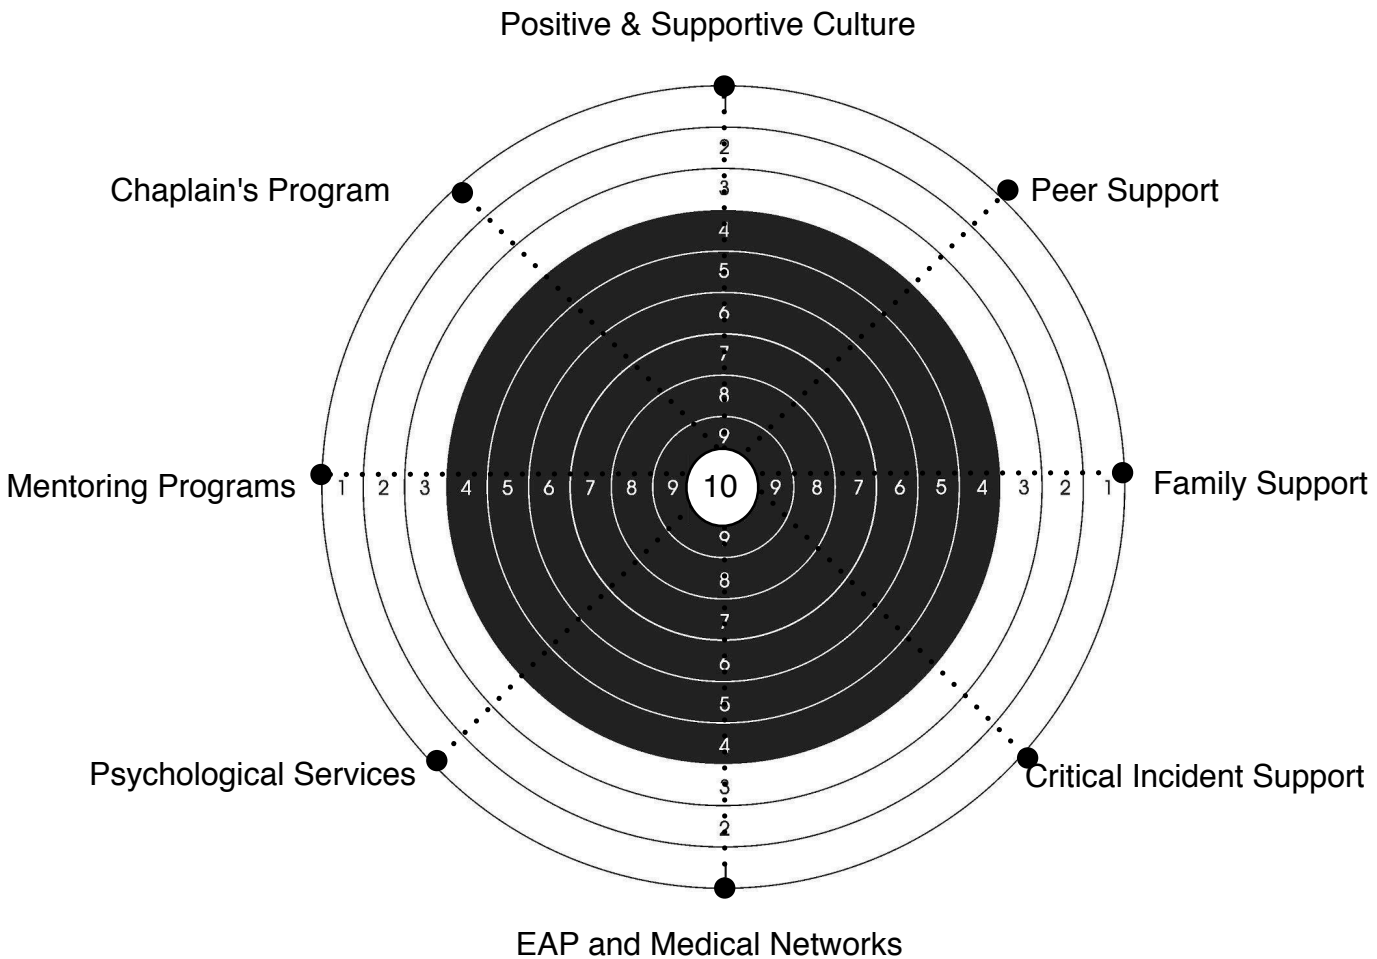 Positive & Supportive Culture
1
2
3
Chaplain's Program
Peer Support
4
5
6
7
8
9
Mentoring Programs
1 2 3 4 5 6 7 8 9 10 9 8 7 6 5 4 3 2 1
Family Support
9
8
7
6
5
4
Psychological Services
Critical Incident Support
3
2
1
EAP and Medical Networks